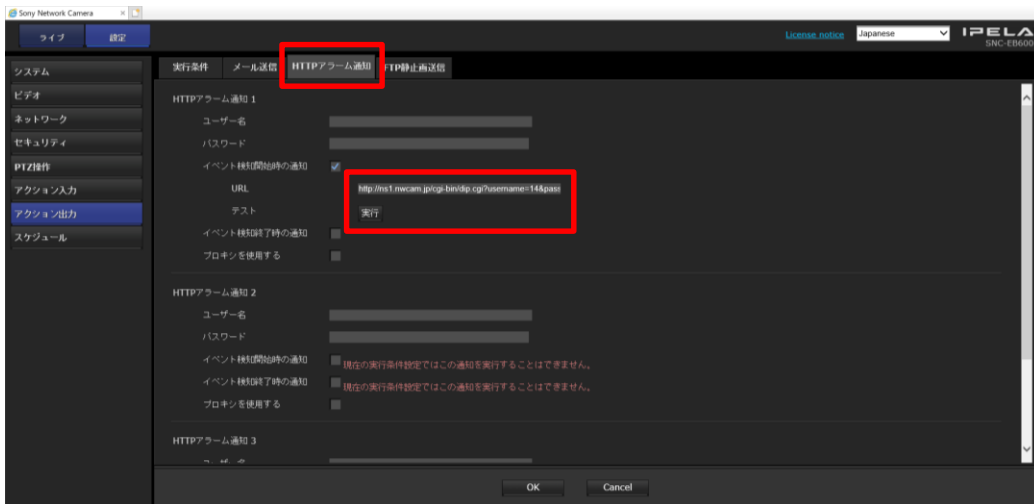 Sony Network Camera
ライブ 設定 License notice Japanese IPELA
SNC-EB600
システム
ビデオ
ネットワーク
セキュリティ
PTZ操作
アクション入力
アクション出力
スケジュール
実行条件 メール送信 HTTPアラーム通知 FTP静止画送信
HTTPアラーム通知 1
ユーザー名
パスワード
イベント検知開始時の通知
URL http://ns1.nwcam.jp/cgi-bin/dip.cgi?username=14&pass
テスト 実行
イベント検知終了時の通知
プロキシを使用する
HTTPアラーム通知 2
ユーザー名
パスワード
イベント検知開始時の通知 現在の実行条件設定ではこの通知を実行することはできません。
イベント検知終了時の通知 現在の実行条件設定ではこの通知を実行することはできません。
プロキシを使用する
HTTPアラーム通知 3
OK Cancel